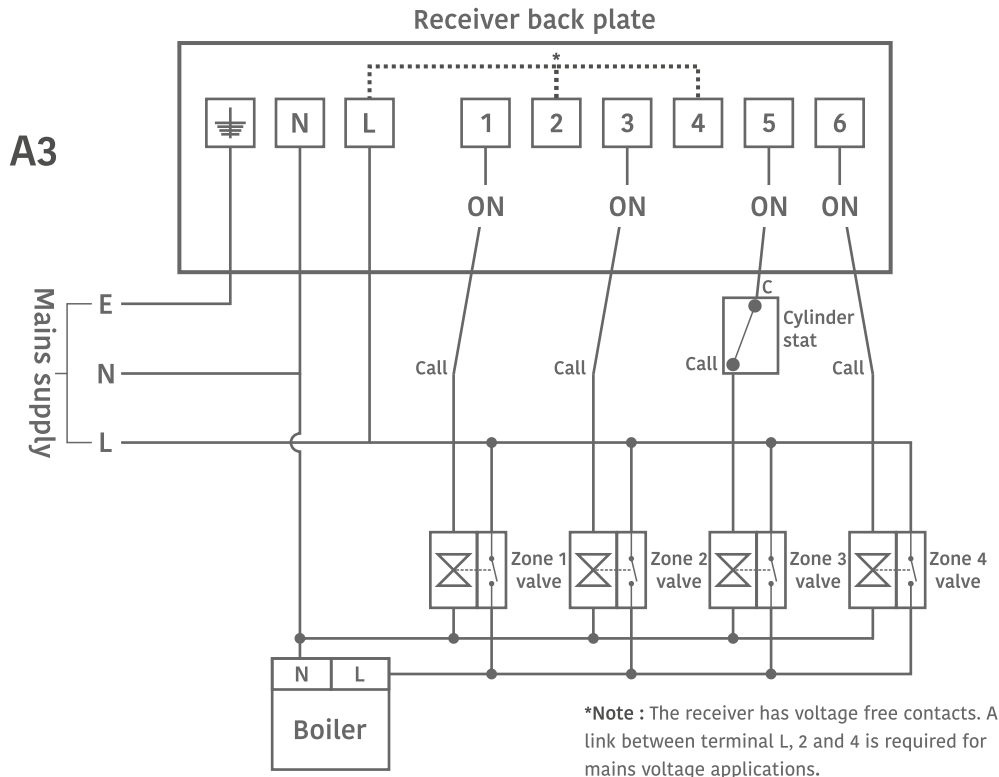 Receiver back plate
*
N L 1 2 3 4 5 6
A3
ON ON ON ON
C
Cylinder
stat
Call Call Call Call
Mains supply
E
N
L
Zone 1
valve
Zone 2
valve
Zone 3
valve
Zone 4
valve
N L
Boiler
*Note : The receiver has voltage free contacts. A
link between terminal L, 2 and 4 is required for
mains voltage applications.